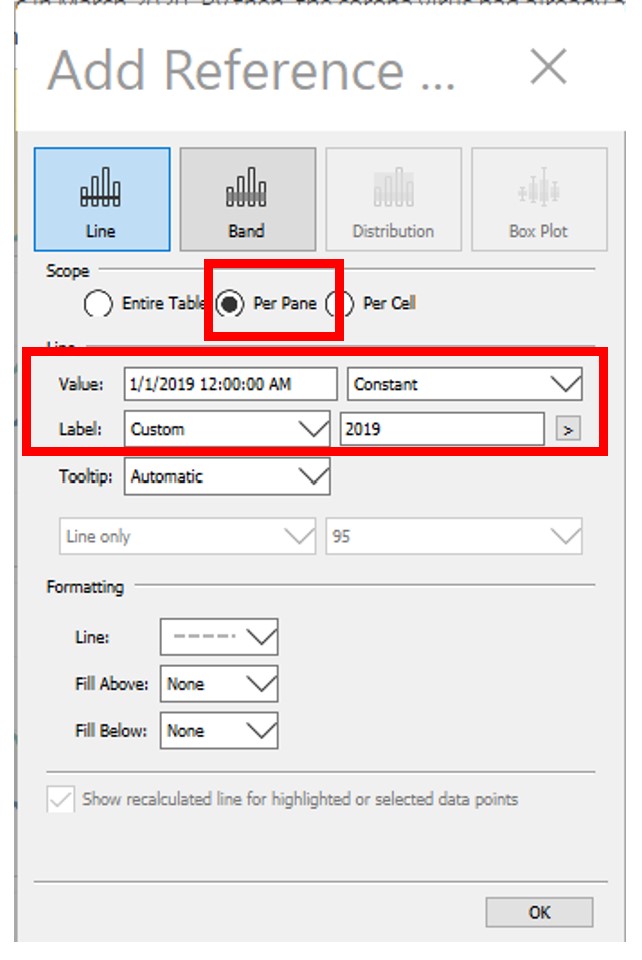 Add Reference ...
Line
Band
Distribution
Box Plot
Scope
Entire Table
Per Pane
Per Cell
Line
Value: 1/1/2019 12:00:00 AM Constant
Label: Custom 2019 >
Tooltip: Automatic
Line only 95
Formatting
Line:
Fill Above: None
Fill Below: None
Show recalculated line for highlighted or selected data points
OK